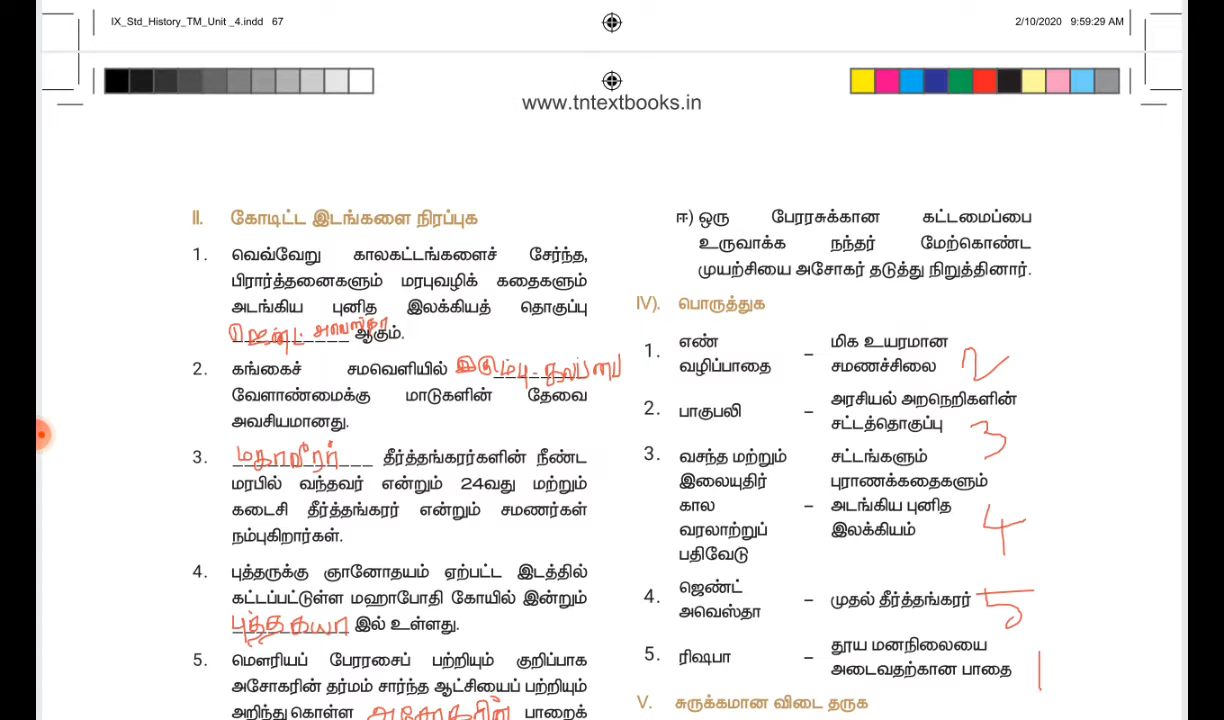 IX_Std_History_TM_Unit _4.indd 67
2/10/2020 9:59:29 AM
www.tntextbooks.in
II. கோடிட்ட இடங்களை நிரப்புக
1. வெவ்வேறு காலகட்டங்களைச் சேர்ந்த,
பிரார்த்தனைகளும் மரபுவழிக் கதைகளும்
அடங்கிய புனித இலக்கியத் தொகுப்பு
ஜெண்ட் அவெஸ்தா ஆகும்.
2. கங்கைச் சமவெளியில் இரும்பு கலப்பை
வேளாண்மைக்கு மாடுகளின் தேவை
அவசியமானது.
3. மகாவீரர் தீர்த்தங்கரர்களின் நீண்ட
மரபில் வந்தவர் என்றும் 24வது மற்றும்
கடைசி தீர்த்தங்கரர் என்றும் சமணர்கள்
நம்புகிறார்கள்.
4. புத்தருக்கு ஞானோதயம் ஏற்பட்ட இடத்தில்
கட்டப்பட்டுள்ள மஹாபோதி கோயில் இன்றும்
புத்தகயா இல் உள்ளது.
5. மௌரியப் பேரரசைப் பற்றியும் குறிப்பாக
அசோகரின் தர்மம் சார்ந்த ஆட்சியைப் பற்றியும்
அறிந்து கொள்ள அசோகரின் பாறைக்
ஈ) ஒரு பேரரசுக்கான கட்டமைப்பை
உருவாக்க நந்தர் மேற்கொண்ட
முயற்சியை அசோகர் தடுத்து நிறுத்தினார்.
IV). பொருத்துக
1. எண் வழிப்பாதை – மிக உயரமான சமணச்சிலை 2
2. பாகுபலி – அரசியல் அறநெறிகளின் சட்டத்தொகுப்பு 3
3. வசந்த மற்றும் சட்டங்களும்
இலையுதிர் புராணக்கதைகளும்
கால – அடங்கிய புனித
வரலாற்றுப் இலக்கியம் 4
பதிவேடு
4. ஜெண்ட் அவெஸ்தா – முதல் தீர்த்தங்கரர் 5
5. ரிஷபா – தூய மனநிலையை அடைவதற்கான பாதை 1
V. சுருக்கமான விடை தருக